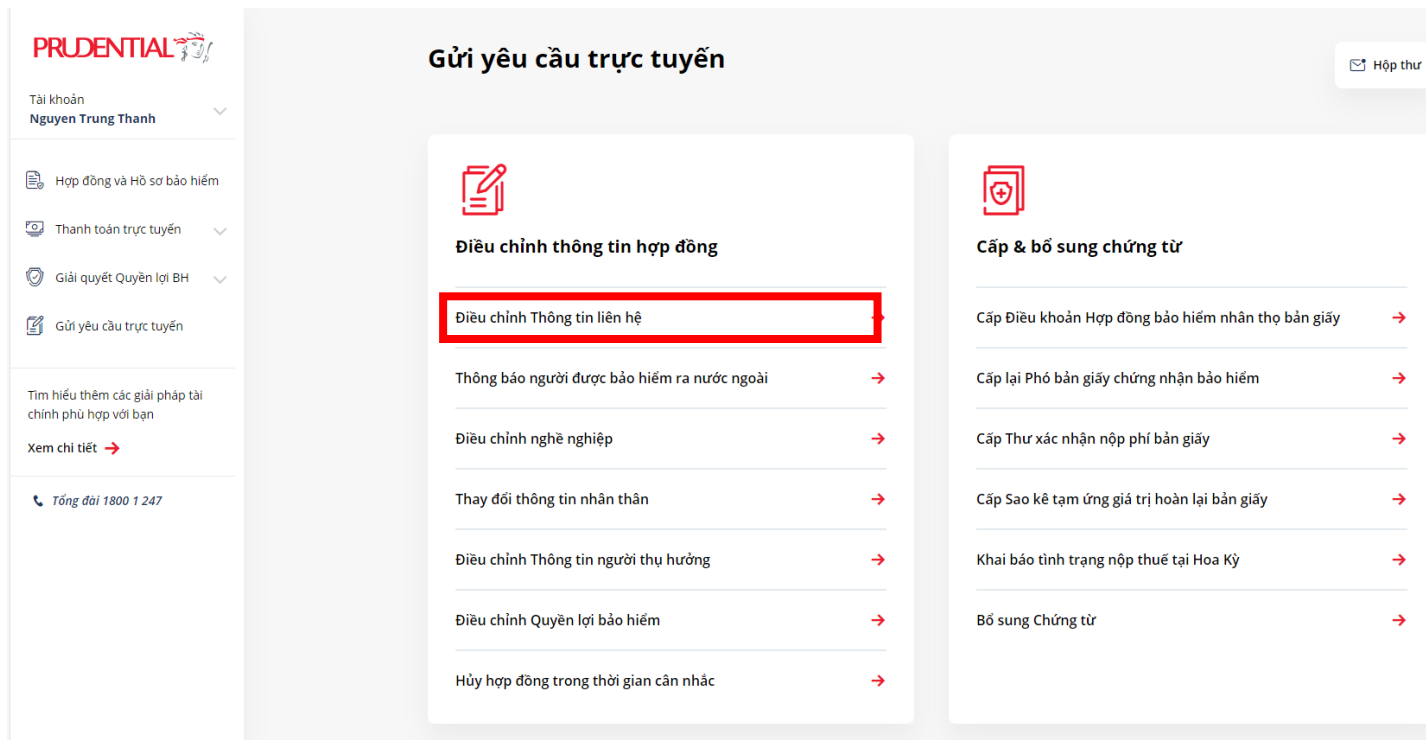 PRUDENTIAL
Tài khoản
Nguyen Trung Thanh
Hợp đồng và Hồ sơ bảo hiểm
Thanh toán trực tuyến
Giải quyết Quyền lợi BH
Gửi yêu cầu trực tuyến
Tìm hiểu thêm các giải pháp tài
chính phù hợp với bạn
Xem chi tiết
Tổng đài 1800 1 247
Gửi yêu cầu trực tuyến
Hộp thư
Điều chỉnh thông tin hợp đồng
Điều chỉnh Thông tin liên hệ
Thông báo người được bảo hiểm ra nước ngoài
Điều chỉnh nghề nghiệp
Thay đổi thông tin nhân thân
Điều chỉnh Thông tin người thụ hưởng
Điều chỉnh Quyền lợi bảo hiểm
Hủy hợp đồng trong thời gian cân nhắc
Cấp & bổ sung chứng từ
Cấp Điều khoản Hợp đồng bảo hiểm nhân thọ bản giấy
Cấp lại Phó bản giấy chứng nhận bảo hiểm
Cấp Thư xác nhận nộp phí bản giấy
Cấp Sao kê tạm ứng giá trị hoàn lại bản giấy
Khai báo tình trạng nộp thuế tại Hoa Kỳ
Bổ sung Chứng từ